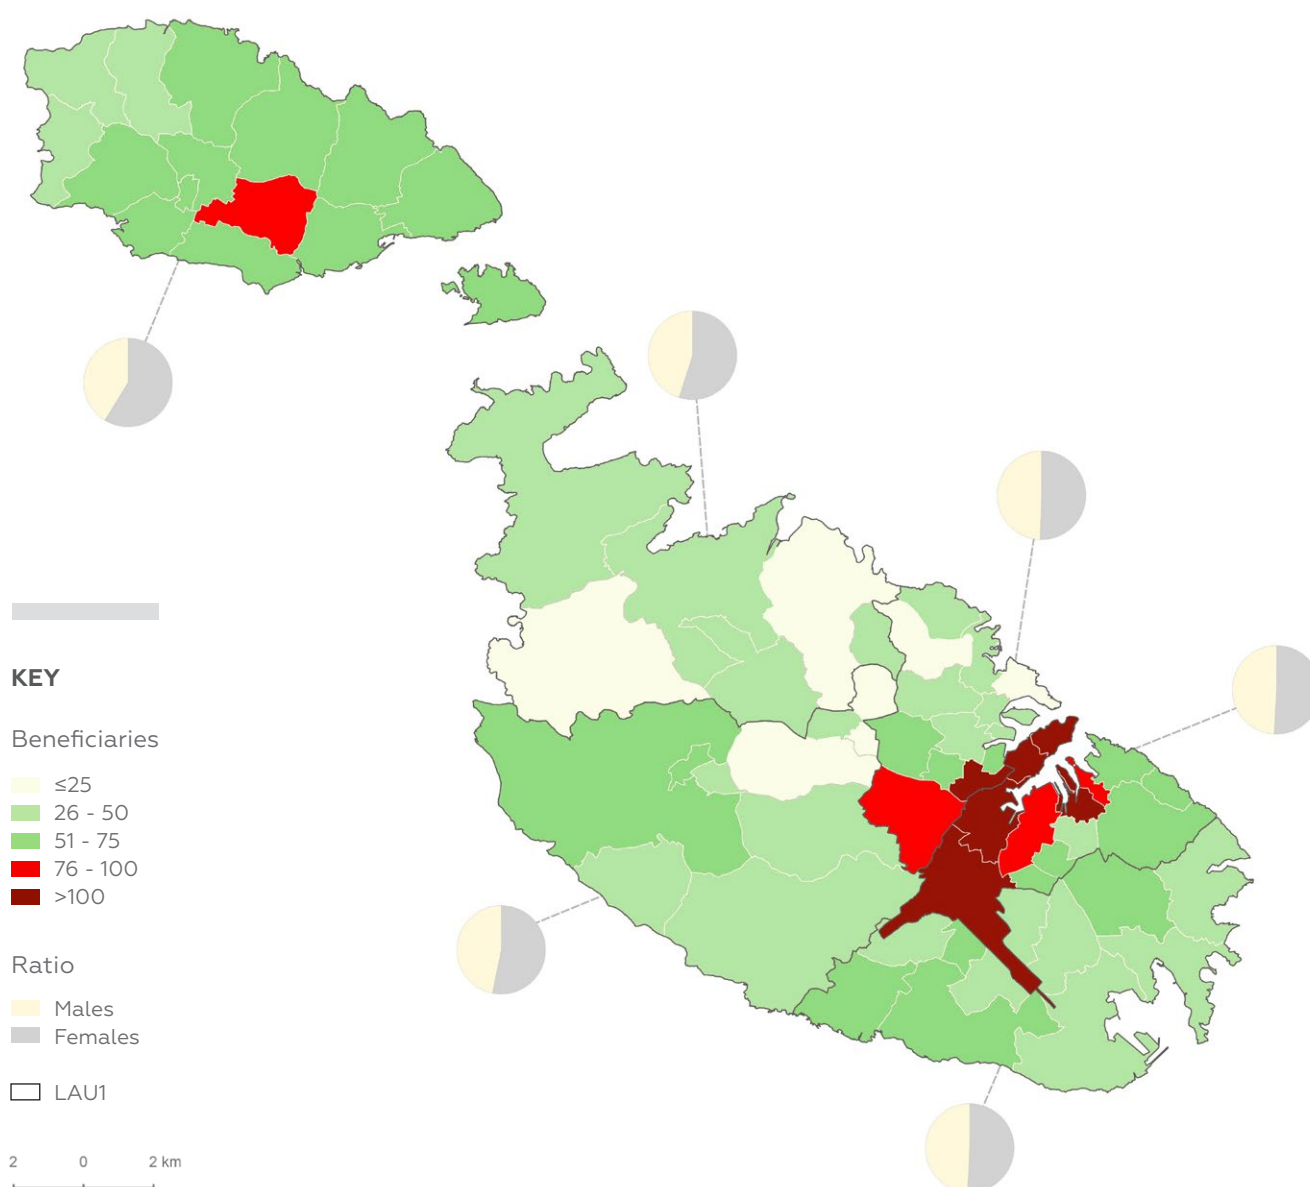 KEY
Beneficiaries
≤25
26 - 50
51 - 75
76 - 100
>100
Ratio
Males
Females
LAU1
2 0 2 km